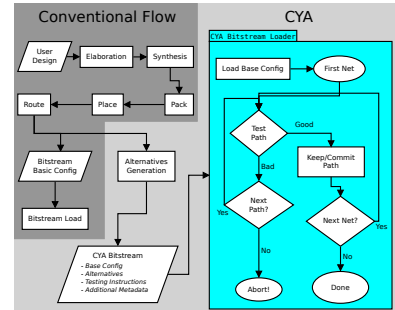 Conventional Flow
CYA
CYA Bitstream Loader
User
Design
Elaboration
Synthesis
Load Base Config
First Net
Route
Place
Pack
Test
Path
Good
Keep/Commit
Path
Bad
Bitstream
Basic Config
Alternatives
Generation
Next
Path?
Yes
Next Net?
Yes
Bitstream Load
No
No
CYA Bitstream
- Base Config
- Alternatives
- Testing Instructions
- Additional Metadata
Abort!
Done